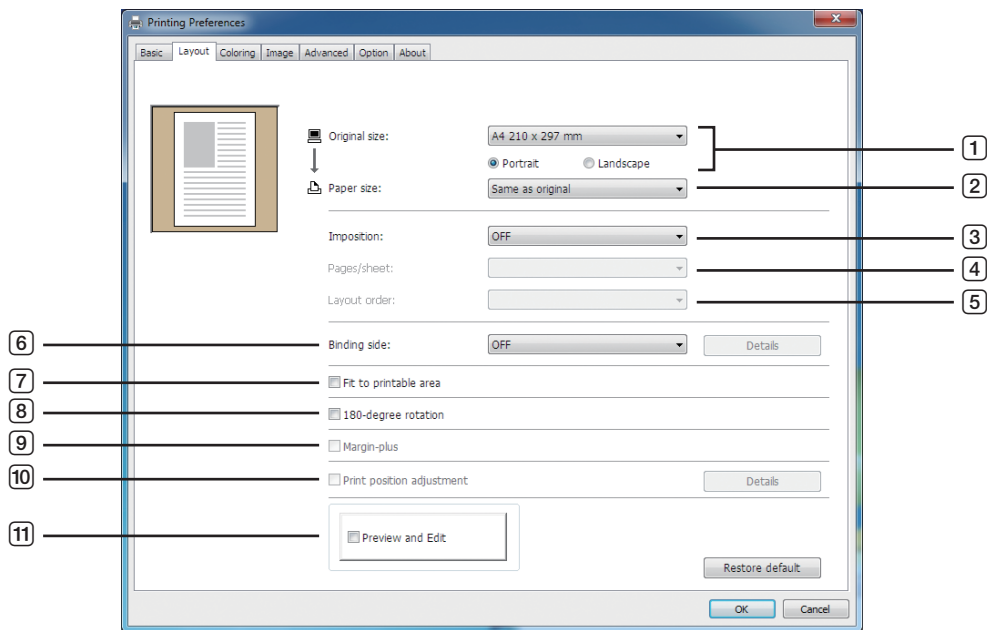 Printing Preferences
Basic Layout Coloring Image Advanced Option About
Original size: A4 210 x 297 mm 1
Portrait Landscape
Paper size: Same as original 2
Imposition: OFF 3
Pages/sheet: 4
Layout order: 5
6 Binding side: OFF Details
7 Fit to printable area
8 180-degree rotation
9 Margin-plus
10 Print position adjustment Details
11 Preview and Edit
Restore default
OK Cancel